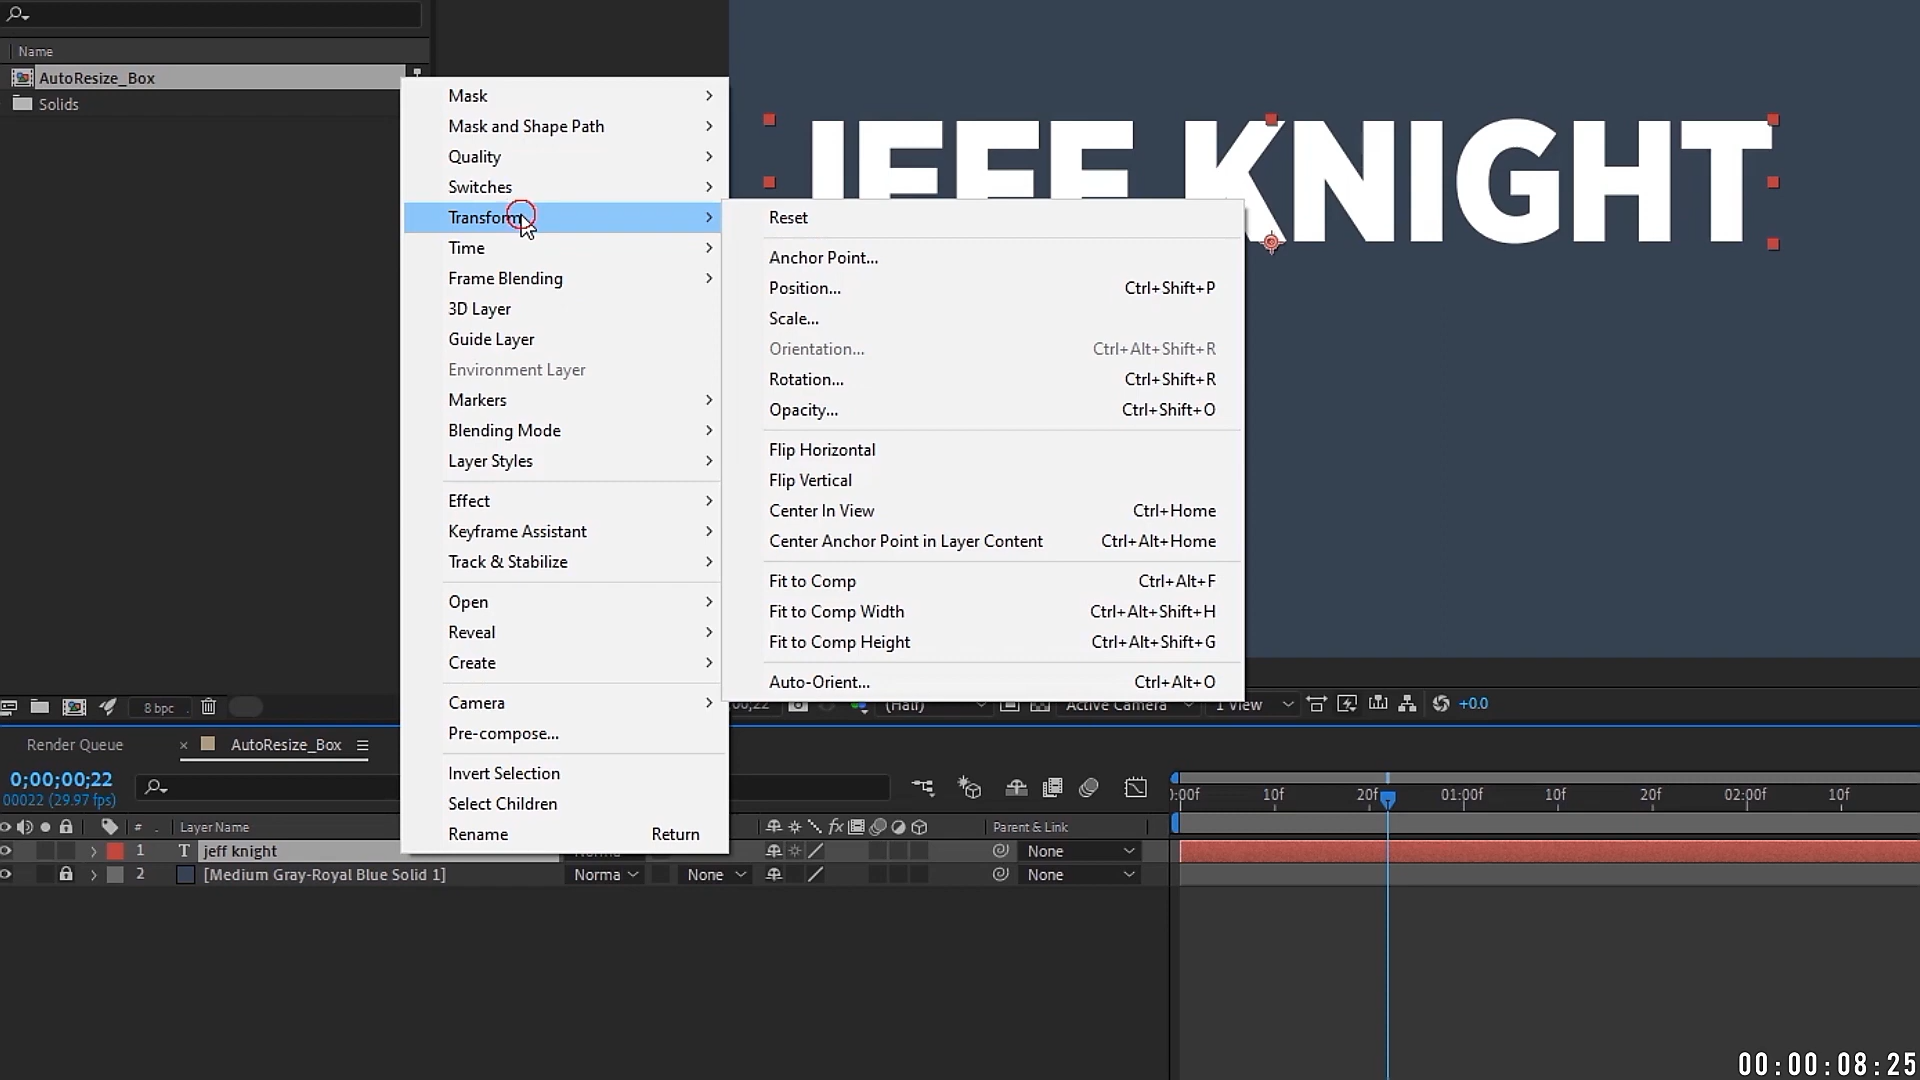 Name
AutoResize_Box
Solids
Mask
Mask and Shape Path
Quality
Switches
Transform
Time
Frame Blending
3D Layer
Guide Layer
Environment Layer
Markers
Blending Mode
Layer Styles
Effect
Keyframe Assistant
Track & Stabilize
Open
Reveal
Create
Camera
Pre-compose...
Invert Selection
Select Children
Rename Return
JEFF KNIGHT
Reset
Anchor Point...
Position... Ctrl+Shift+P
Scale...
Orientation... Ctrl+Alt+Shift+R
Rotation... Ctrl+Shift+R
Opacity... Ctrl+Shift+O
Flip Horizontal
Flip Vertical
Center In View Ctrl+Home
Center Anchor Point in Layer Content Ctrl+Alt+Home
Fit to Comp Ctrl+Alt+F
Fit to Comp Width Ctrl+Alt+Shift+H
Fit to Comp Height Ctrl+Alt+Shift+G
Auto-Orient... Ctrl+Alt+O
8 bpc
(Half) Active Camera 1 View +0.0
Render Queue
× AutoResize_Box
0;00;00;22
00022 (29.97 fps)
:00f 10f 20f 01:00f 10f 20f 02:00f 10f
# Layer Name fx Parent & Link
1 T jeff knight None
2 [Medium Gray-Royal Blue Solid 1] Norma None None
00:00:08:25